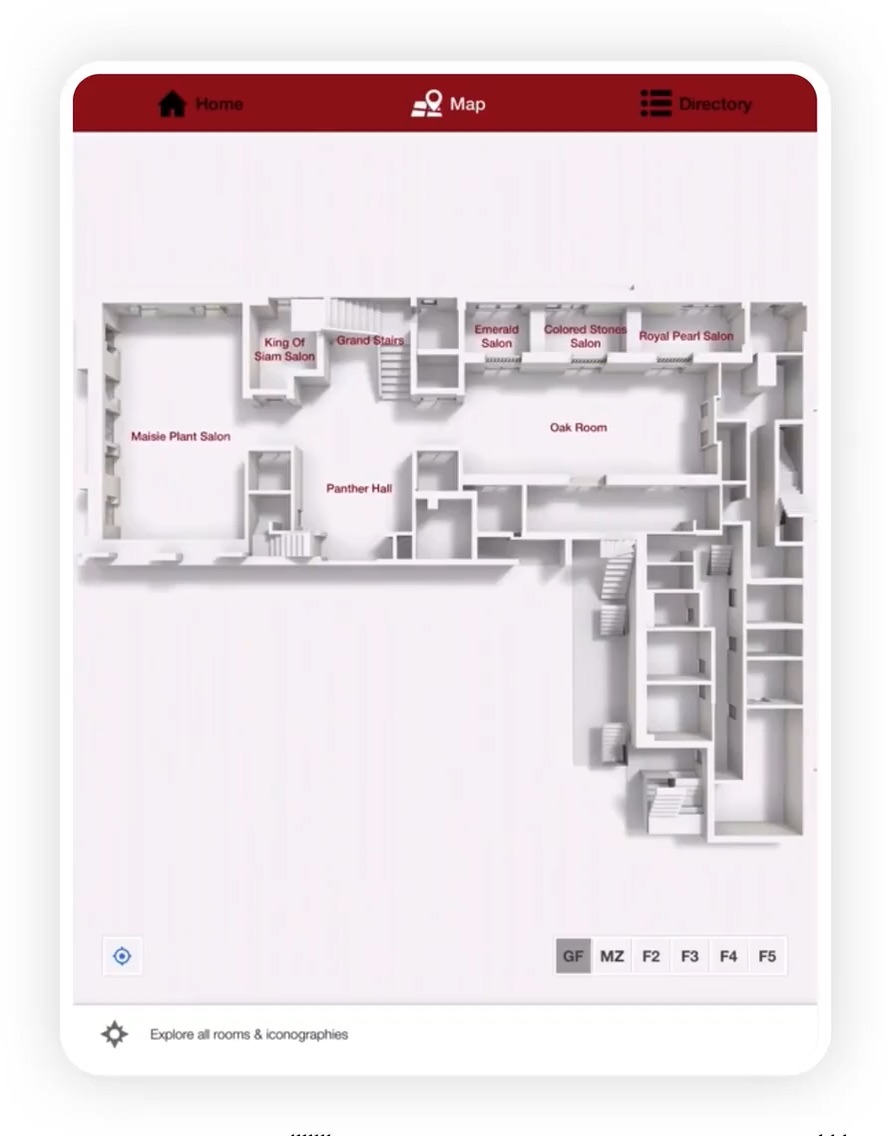 Home
Map
Directory
King Of
Siam Salon
Grand Stairs
Emerald
Salon
Colored Stones
Salon
Royal Pearl Salon
Maisie Plant Salon
Oak Room
Panther Hall
GF MZ F2 F3 F4 F5
Explore all rooms & iconographies